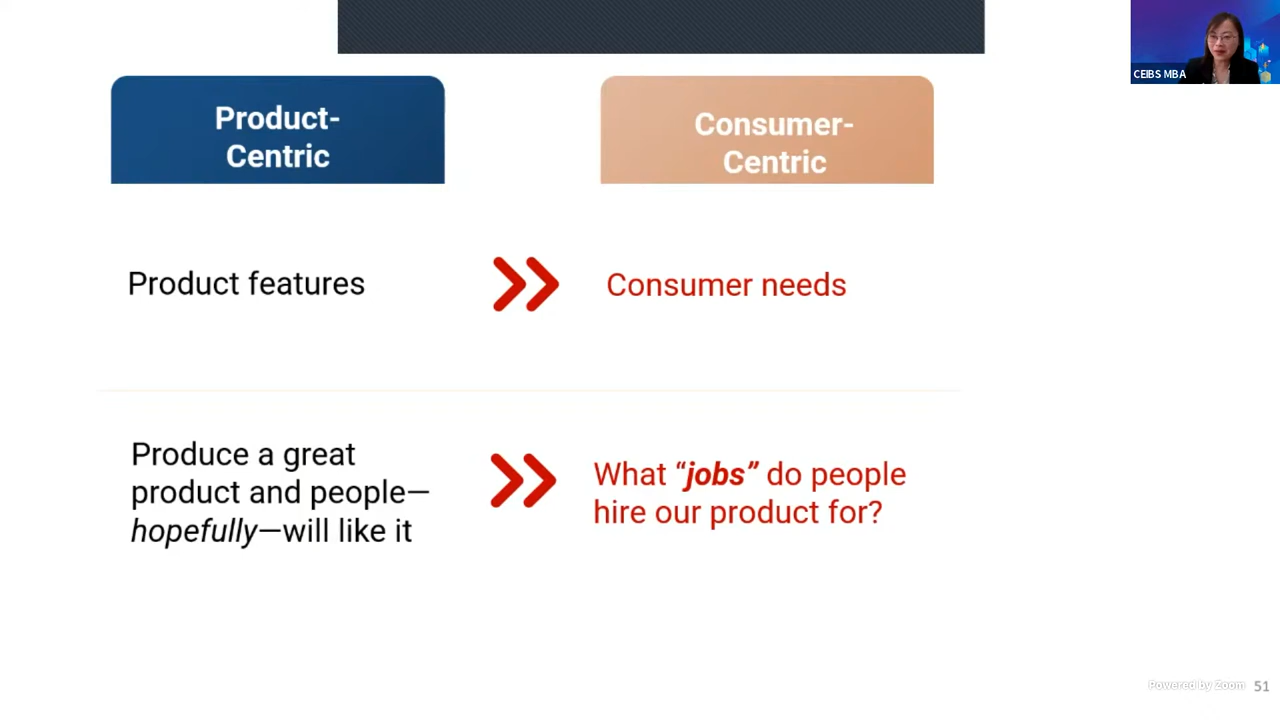 CEIBS MBA
Product-
Centric
Consumer-
Centric
Product features
Consumer needs
Produce a great
product and people—
hopefully—will like it
What “jobs” do people
hire our product for?
Powered by Zoom
51